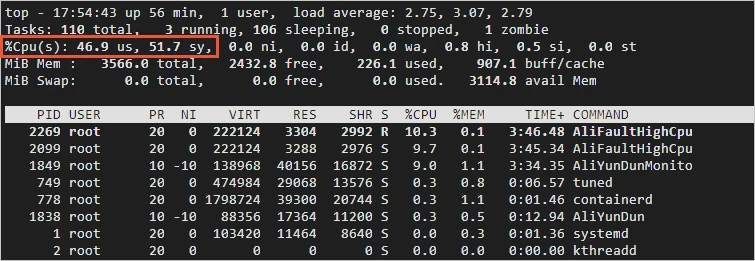 top - 17:54:43 up 56 min,  1 user,  load average: 2.75, 3.07, 2.79
Tasks: 110 total,   3 running, 106 sleeping,   0 stopped,   1 zombie
%Cpu(s): 46.9 us, 51.7 sy,  0.0 ni,  0.0 id,  0.0 wa,  0.8 hi,  0.5 si,  0.0 st
MiB Mem :   3566.0 total,   2432.8 free,    226.1 used,    907.1 buff/cache
MiB Swap:      0.0 total,      0.0 free,      0.0 used.   3114.8 avail Mem
PID USER      PR  NI    VIRT    RES    SHR S  %CPU  %MEM     TIME+ COMMAND
2269 root      20   0  222124   3304   2992 R  10.3   0.1   3:46.48 AliFaultHighCpu
2099 root      20   0  222124   3288   2976 S   9.7   0.1   3:45.34 AliFaultHighCpu
1849 root      10 -10  138968  40156  16872 S   9.0   1.1   3:34.35 AliYunDunMonito
749 root      20   0  474984  29068  13576 S   0.3   0.8   0:06.57 tuned
778 root      20   0 1798724  39300  20744 S   0.3   1.1   0:01.46 containerd
1838 root      10 -10   88356  17364  11200 S   0.3   0.5   0:12.94 AliYunDun
1 root      20   0  103420  11464   8640 S   0.0   0.3   0:01.36 systemd
2 root      20   0       0      0      0 S   0.0   0.0   0:00.00 kthreadd